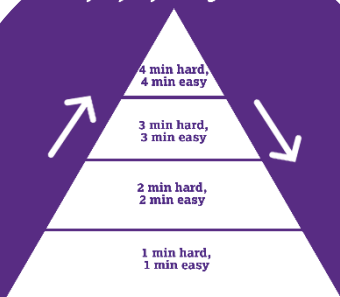 4 min hard,
4 min easy
3 min hard,
3 min easy
2 min hard,
2 min easy
1 min hard,
1 min easy